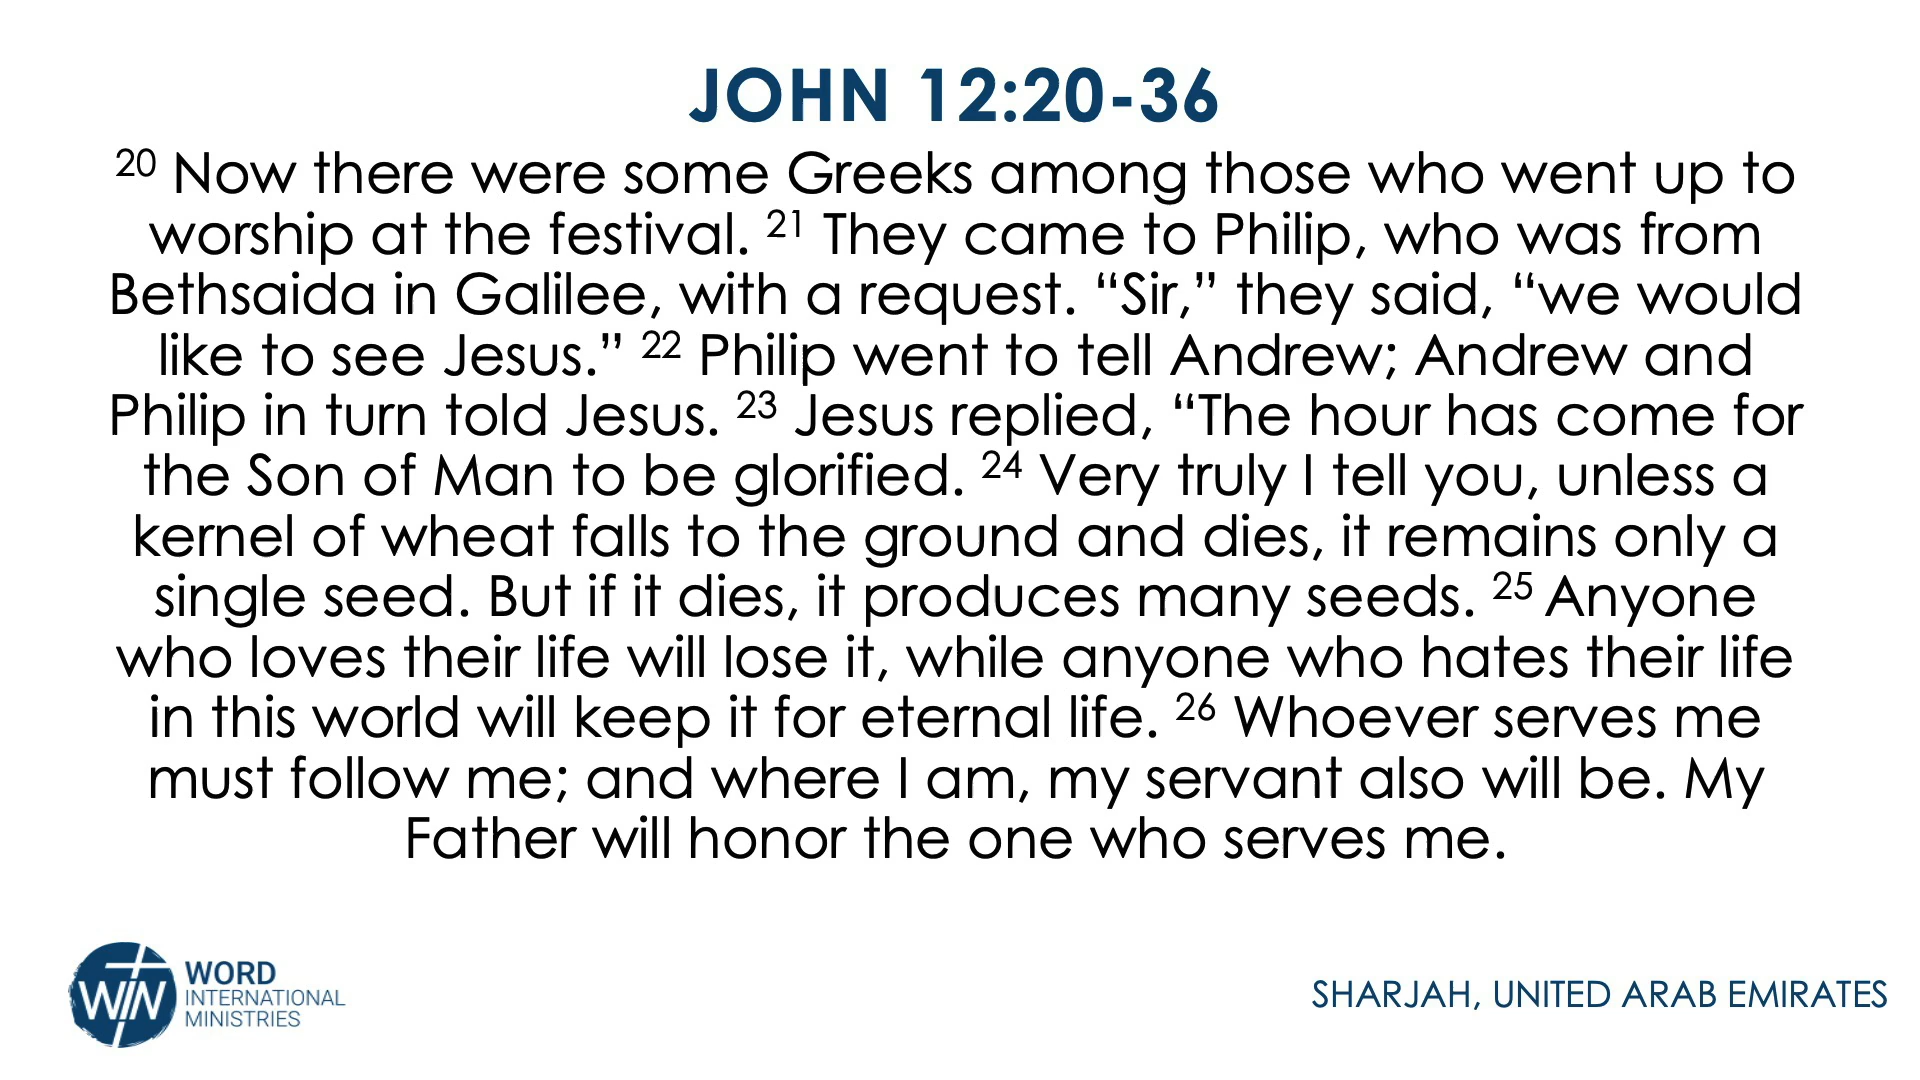 JOHN 12:20-36
20 Now there were some Greeks among those who went up to
worship at the festival. 21 They came to Philip, who was from
Bethsaida in Galilee, with a request. “Sir,” they said, “we would
like to see Jesus.” 22 Philip went to tell Andrew; Andrew and
Philip in turn told Jesus. 23 Jesus replied, “The hour has come for
the Son of Man to be glorified. 24 Very truly I tell you, unless a
kernel of wheat falls to the ground and dies, it remains only a
single seed. But if it dies, it produces many seeds. 25 Anyone
who loves their life will lose it, while anyone who hates their life
in this world will keep it for eternal life. 26 Whoever serves me
must follow me; and where I am, my servant also will be. My
Father will honor the one who serves me.
WIN
WORD
INTERNATIONAL
MINISTRIES
SHARJAH, UNITED ARAB EMIRATES